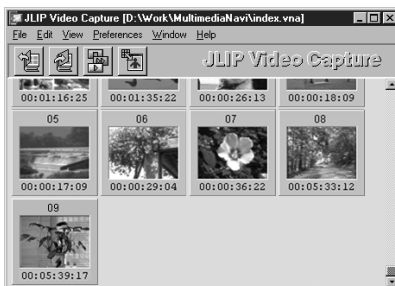 JLIP Video Capture [D:\Work\MultimediaNavi\index.vna]
File Edit View Preferences Window Help
JLIP Video Capture
00:01:16:25 00:01:35:22 00:00:26:13 00:00:18:09
05 06 07 08
00:00:17:09 00:00:29:04 00:00:36:22 00:05:33:12
09
00:05:39:17